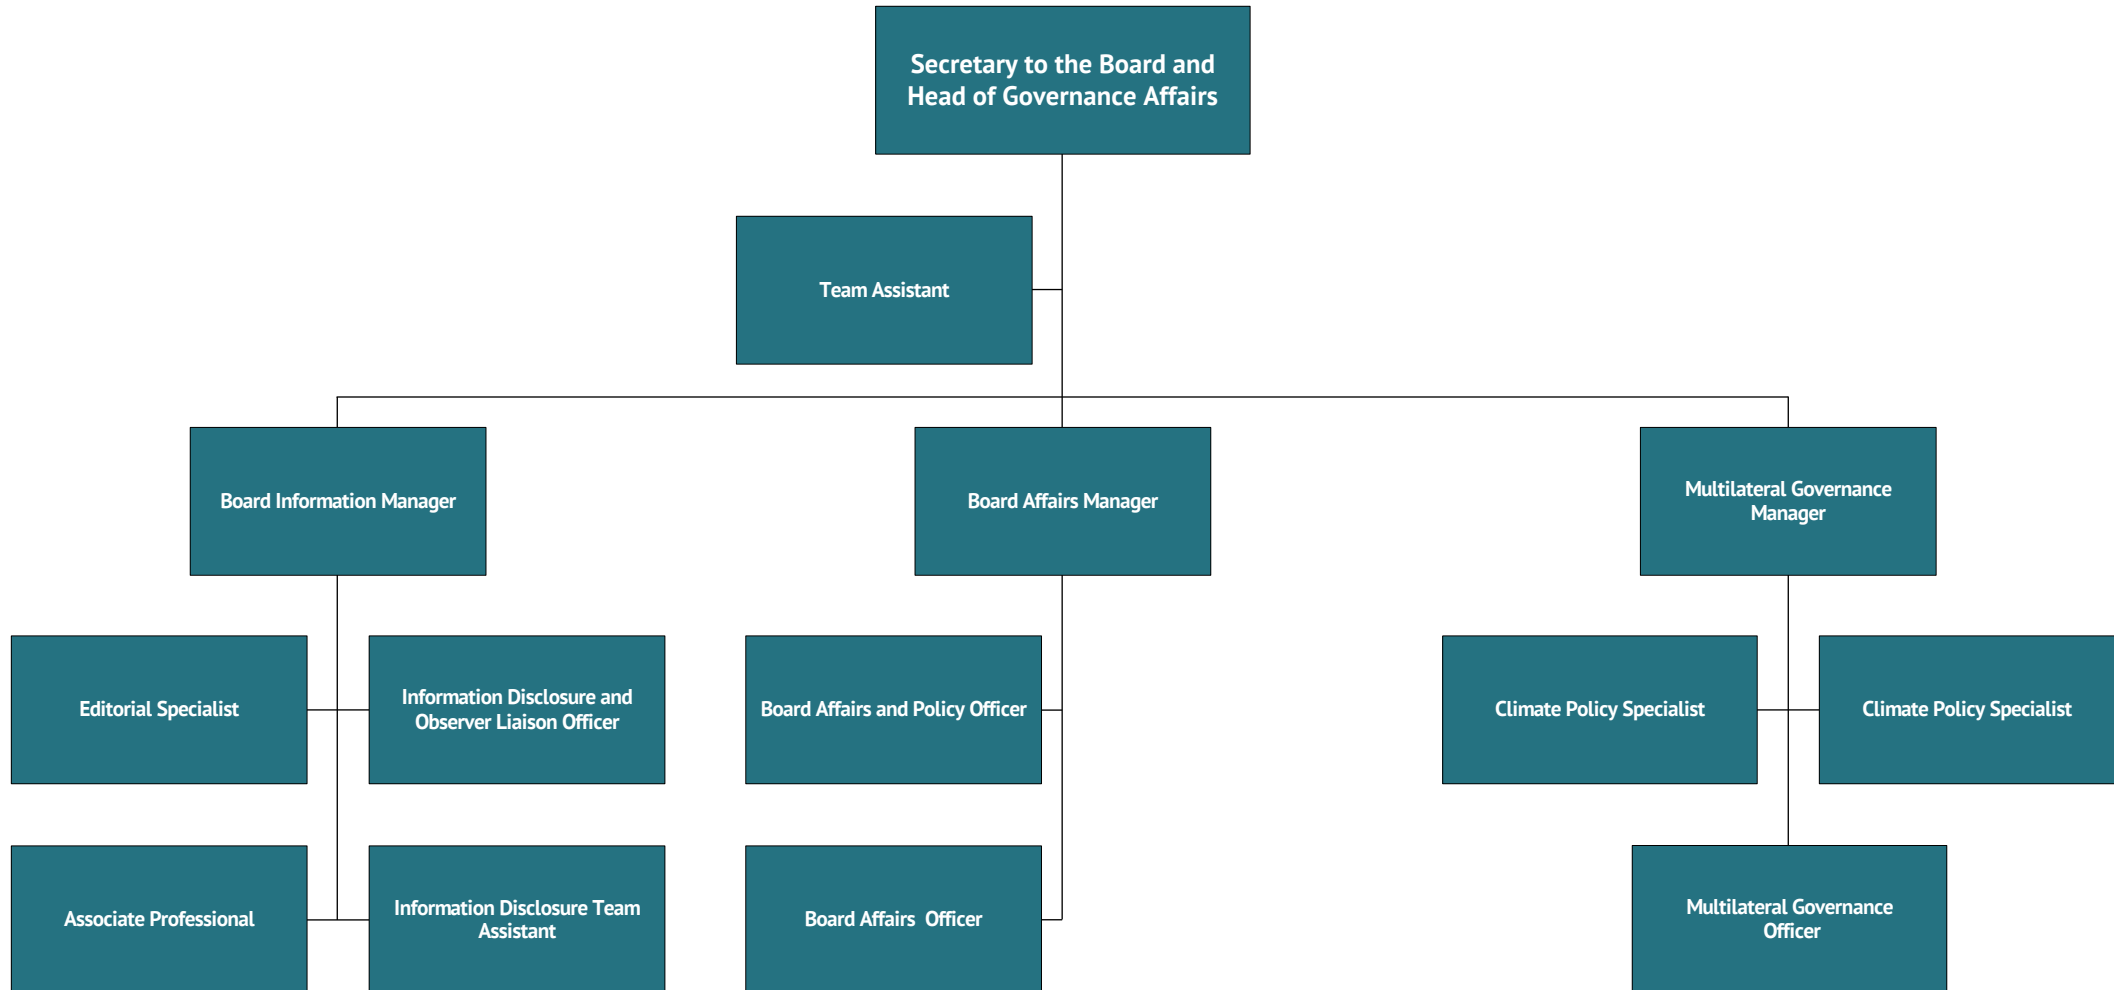 Secretary to the Board and
Head of Governance Affairs
Team Assistant
Board Information Manager
Board Affairs Manager
Multilateral Governance
Manager
Editorial Specialist
Information Disclosure and
Observer Liaison Officer
Board Affairs and Policy Officer
Climate Policy Specialist
Climate Policy Specialist
Associate Professional
Information Disclosure Team
Assistant
Board Affairs  Officer
Multilateral Governance
Officer